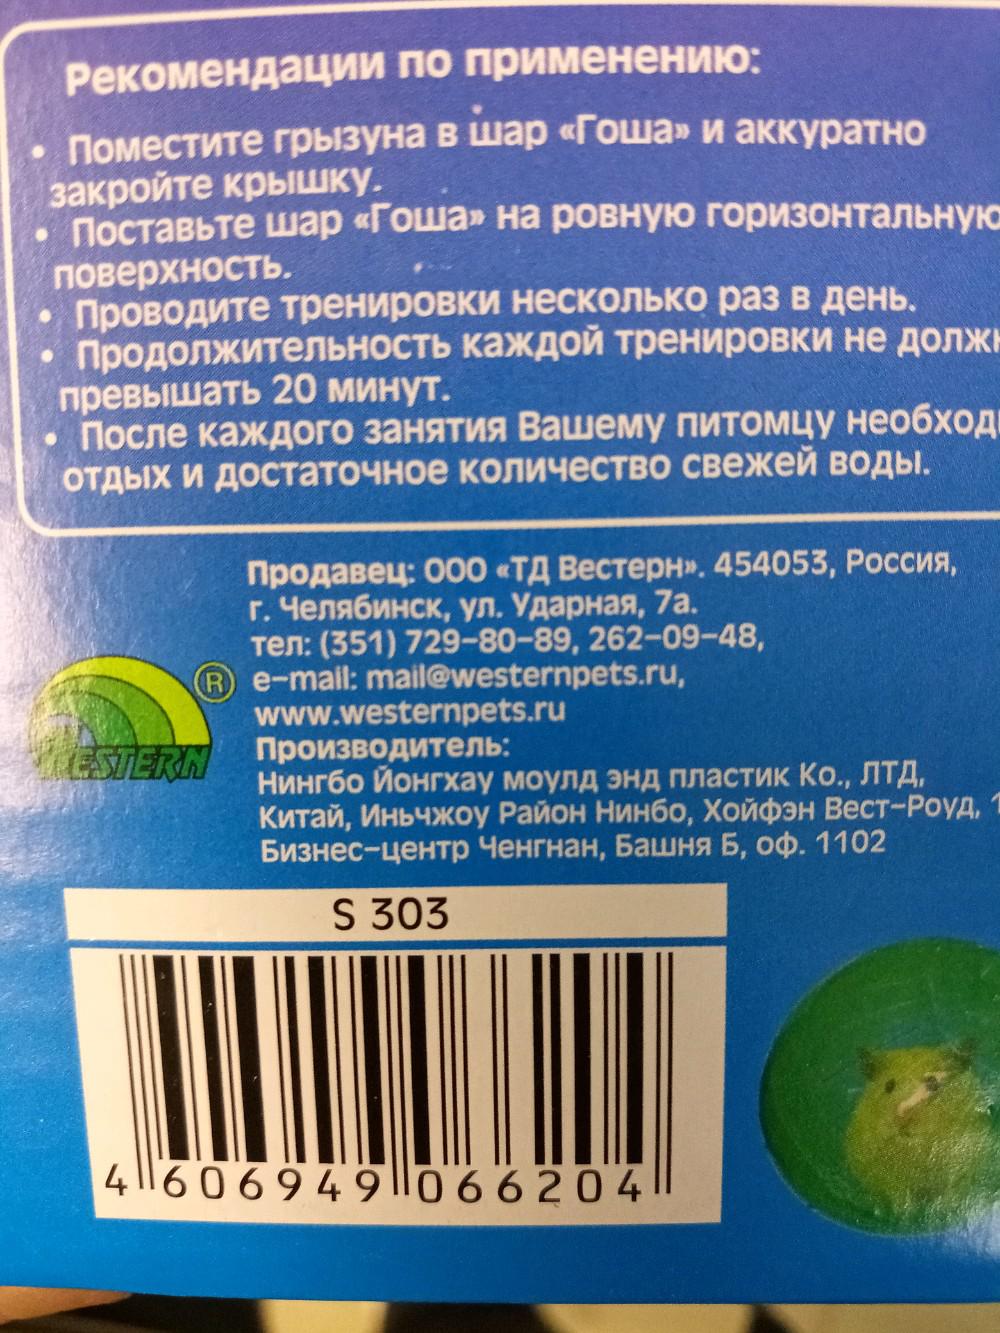 Рекомендации по применению:
• Поместите грызуна в шар «Гоша» и аккуратно
закройте крышку.
• Поставьте шар «Гоша» на ровную горизонтальную
поверхность.
• Проводите тренировки несколько раз в день.
• Продолжительность каждой тренировки не должн
превышать 20 минут.
• После каждого занятия Вашему питомцу необход
отдых и достаточное количество свежей воды.
Продавец: ООО «ТД Вестерн». 454053, Россия,
г. Челябинск, ул. Ударная, 7а.
тел: (351) 729-80-89, 262-09-48,
e-mail: mail@westernpets.ru,
www.westernpets.ru
WESTERN ®
Производитель:
Нингбо Йонгхау моулд энд пластик Ко., ЛТД,
Китай, Иньчжоу Район Нинбо, Хойфэн Вест-Роуд,
Бизнес-центр Ченгнан, Башня Б, оф. 1102
S 303
4 606949 066204